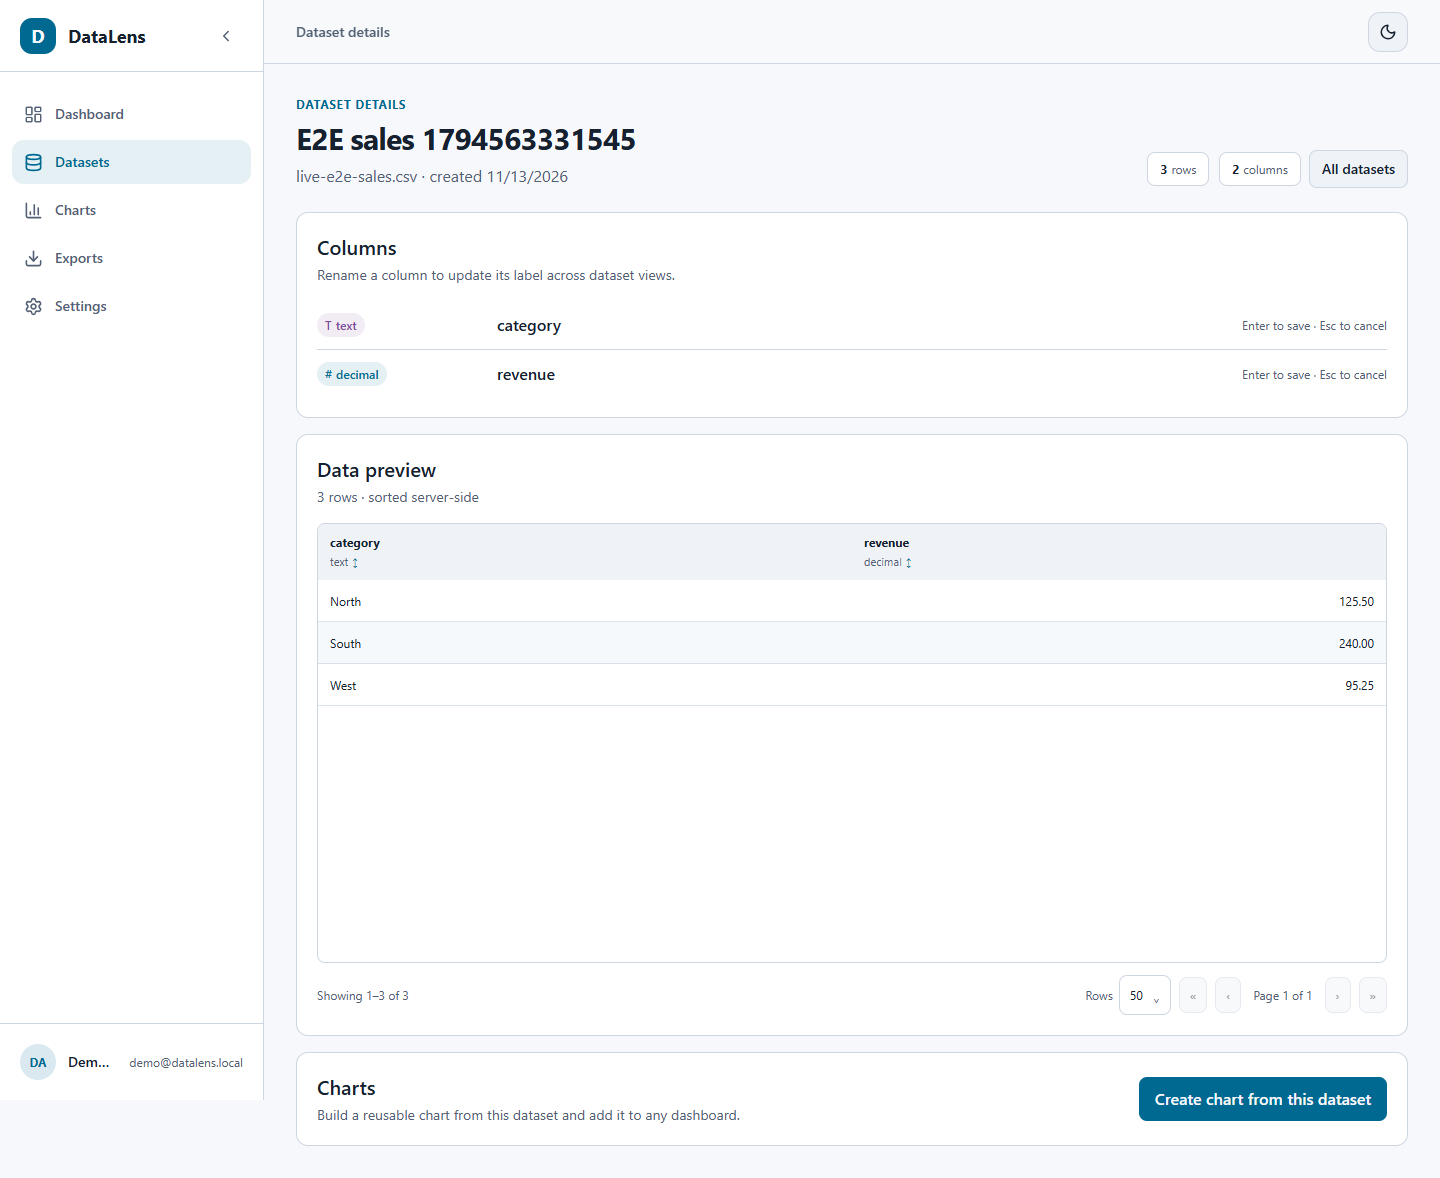 D DataLens
Dashboard
Datasets
Charts
Exports
Settings
DA Dem... demo@datalens.local
Dataset details
DATASET DETAILS
E2E sales 1794563331545
live-e2e-sales.csv · created 11/13/2026
3 rows
2 columns
All datasets
Columns
Rename a column to update its label across dataset views.
T text category Enter to save · Esc to cancel
# decimal revenue Enter to save · Esc to cancel
Data preview
3 rows · sorted server-side
category revenue
text ↕ decimal ↕
North 125.50
South 240.00
West 95.25
Showing 1–3 of 3 Rows 50 « ‹ Page 1 of 1 › »
Charts
Build a reusable chart from this dataset and add it to any dashboard.
Create chart from this dataset